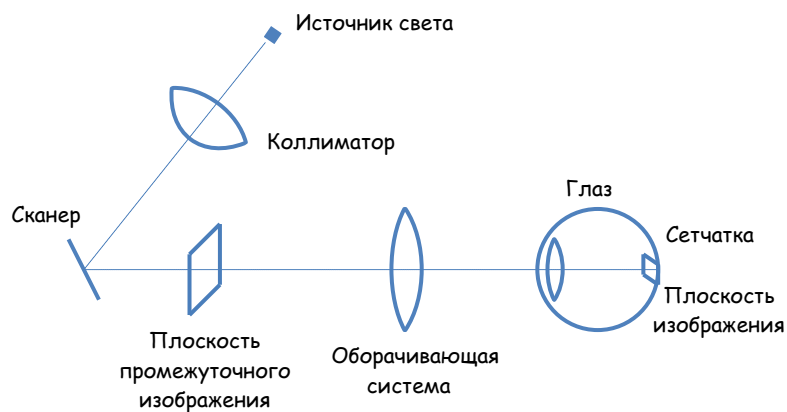 Источник света
Коллиматор
Глаз
Сканер
Сетчатка
Плоскость
изображения
Плоскость
промежуточного
изображения
Оборачивающая
система